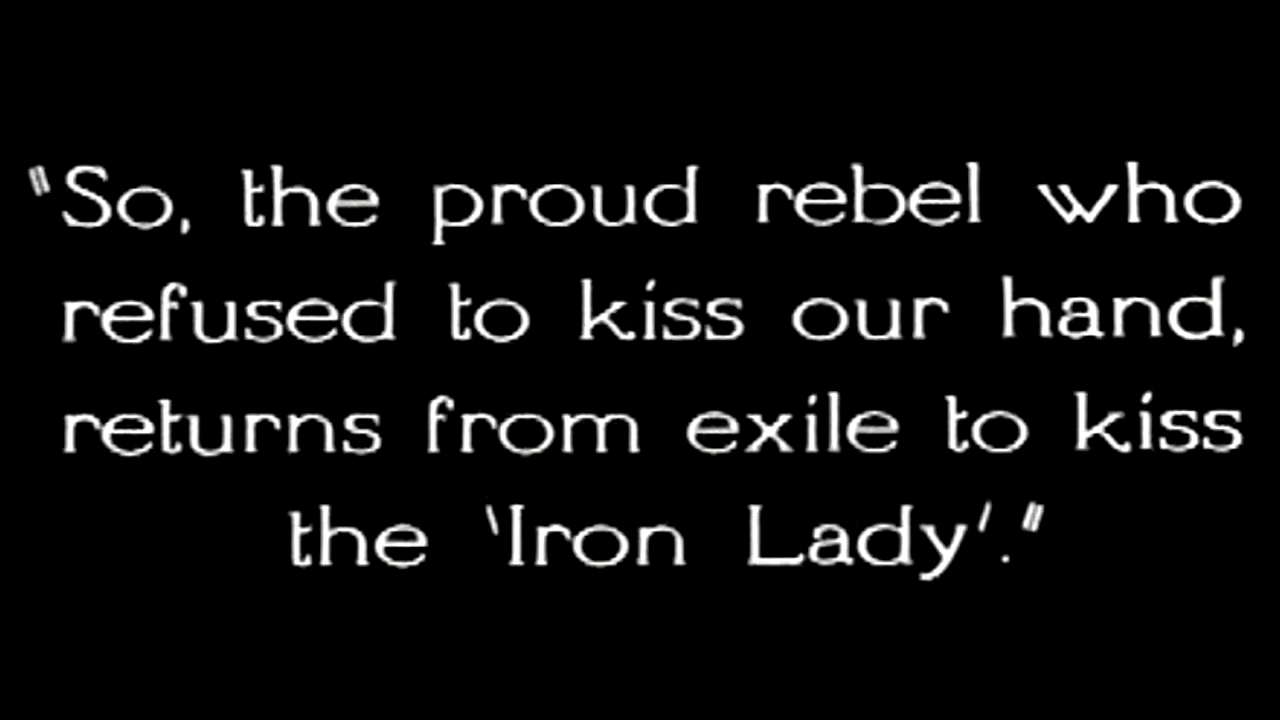 "So, the proud rebel who
refused to kiss our hand,
returns from exile to kiss
the 'Iron Lady'."